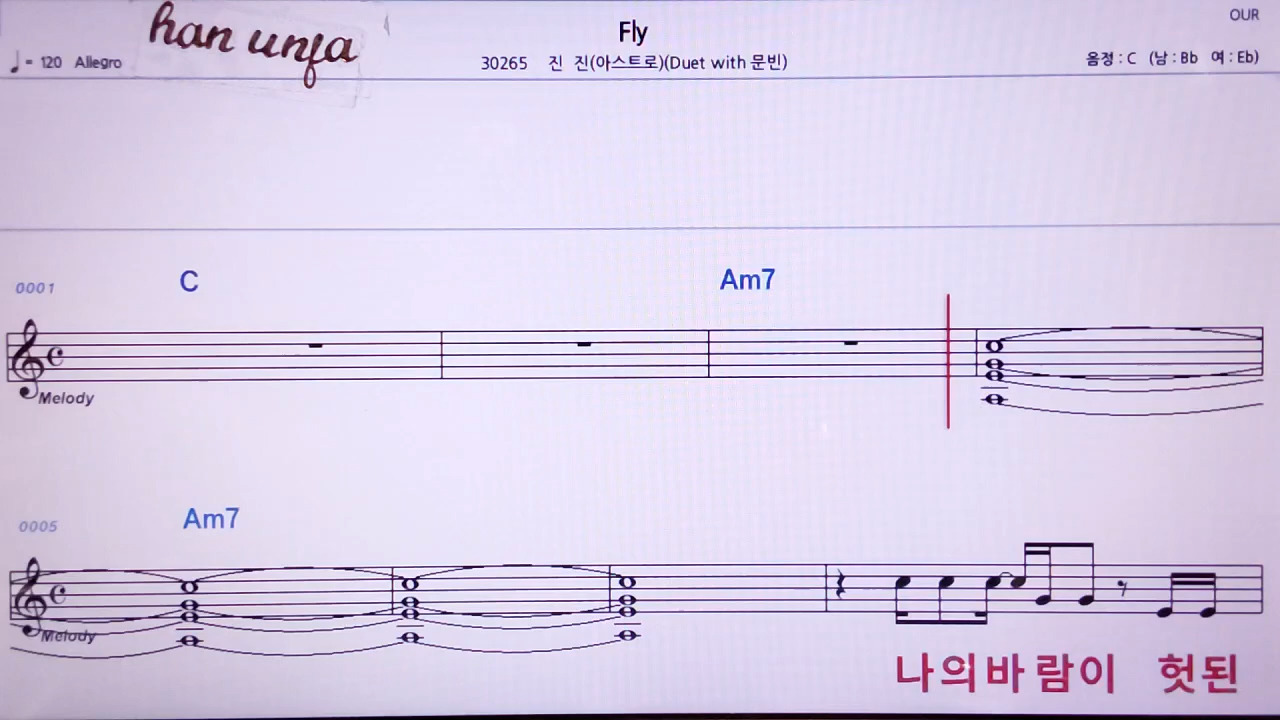 OUR
han unfa
Fly
♩= 120 Allegro
30265 진 진(아스트로)(Duet with 문빈)
음정 : C (남 : Bb 여 : Eb)
0001
C
Am7
Melody
0005
Am7
Melody
나의바 람이 헛된